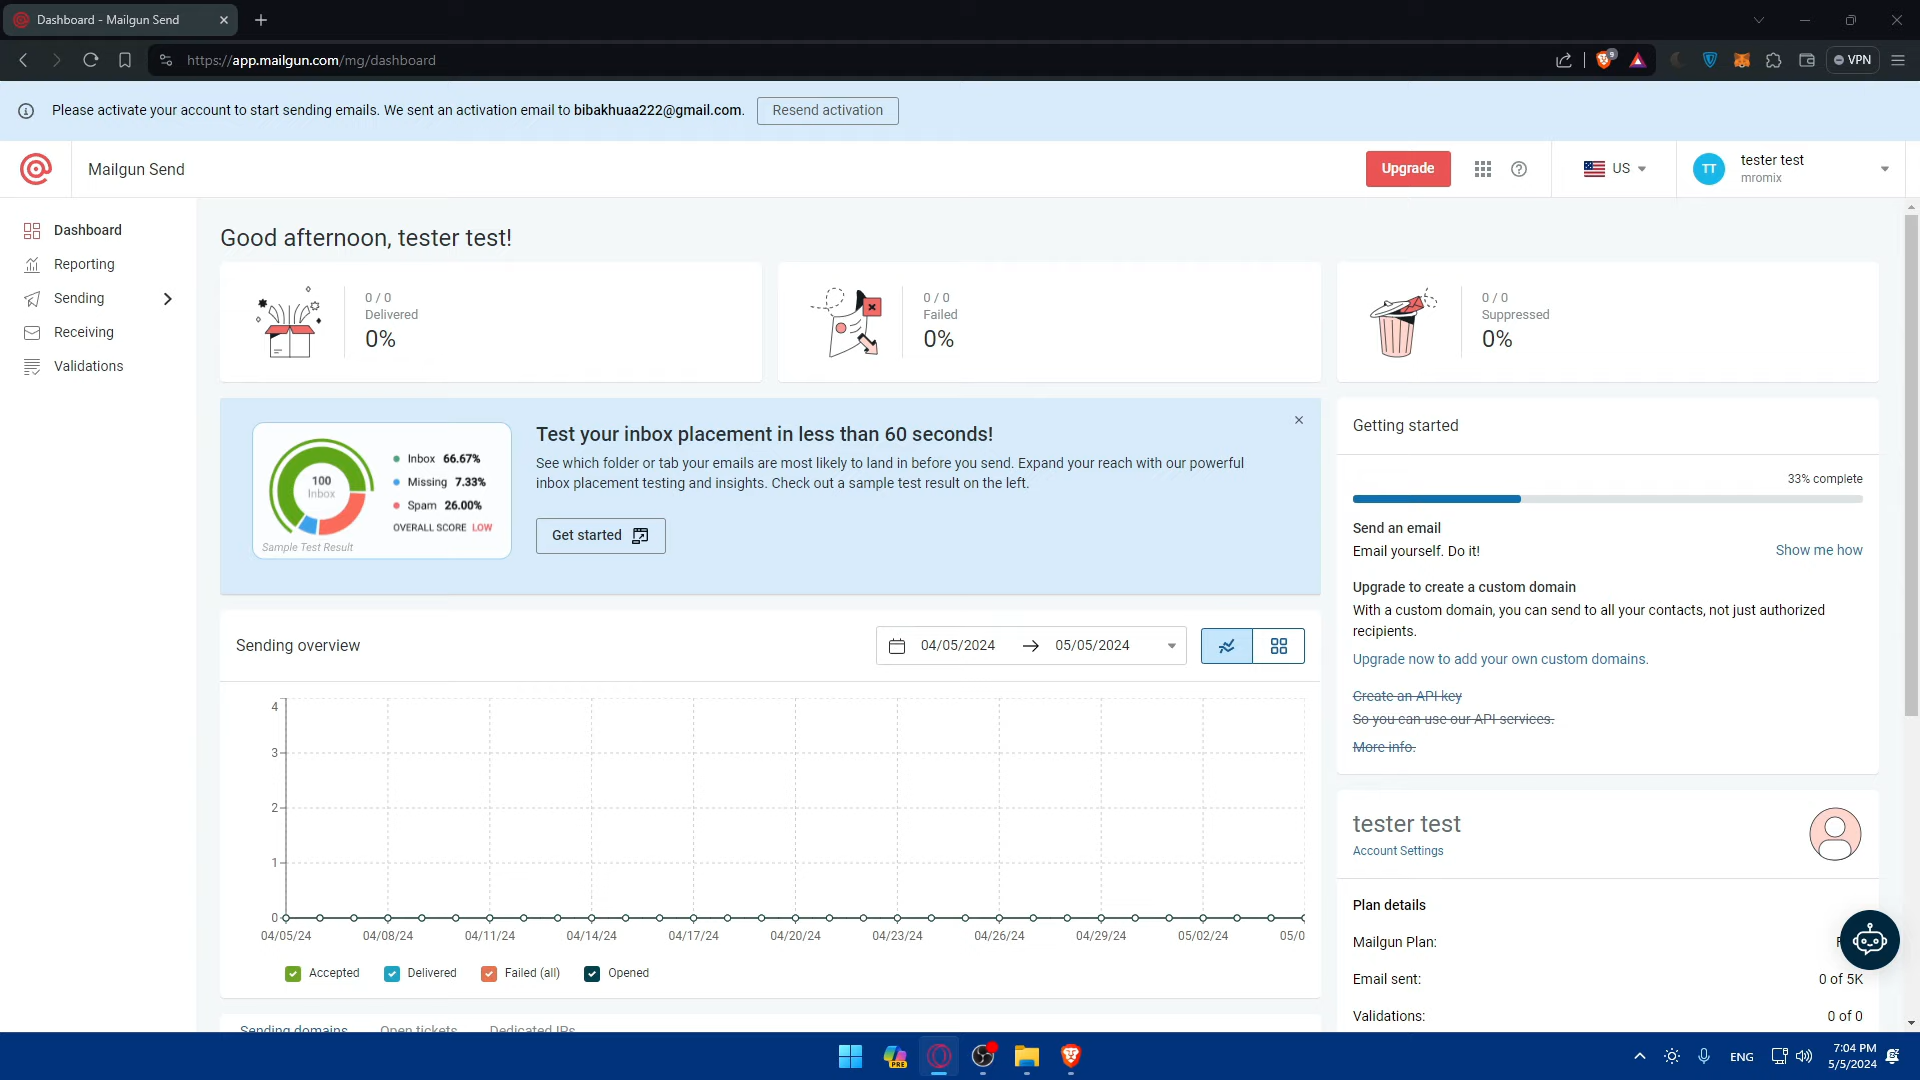 Dashboard - Mailgun Send
https://app.mailgun.com/mg/dashboard
9
VPN
Please activate your account to start sending emails. We sent an activation email to bibakhuaa222@gmail.com.
Resend activation
Mailgun Send
Upgrade
US
TT
tester test
mromix
Dashboard
Reporting
Sending
Receiving
Validations
Good afternoon, tester test!
0 / 0
Delivered
0%
0 / 0
Failed
0%
0 / 0
Suppressed
0%
100
Inbox
Inbox 66.67%
Missing 7.33%
Spam 26.00%
OVERALL SCORE LOW
Sample Test Result
Test your inbox placement in less than 60 seconds!
See which folder or tab your emails are most likely to land in before you send. Expand your reach with our powerful
inbox placement testing and insights. Check out a sample test result on the left.
Get started
Getting started
33% complete
Send an email
Email yourself. Do it!
Show me how
Upgrade to create a custom domain
With a custom domain, you can send to all your contacts, not just authorized
recipients.
Upgrade now to add your own custom domains.
Create an API key
So you can use our API services.
More info.
Sending overview
04/05/2024
05/05/2024
4
3
2
1
0
04/05/24
04/08/24
04/11/24
04/14/24
04/17/24
04/20/24
04/23/24
04/26/24
04/29/24
05/02/24
05/0
Accepted
Delivered
Failed (all)
Opened
tester test
Account Settings
Plan details
Mailgun Plan:
Email sent:
0 of 5K
Validations:
0 of 0
Sending domains
Open tickets
Dedicated IPs
PRE
ENG
7:04 PM
5/5/2024